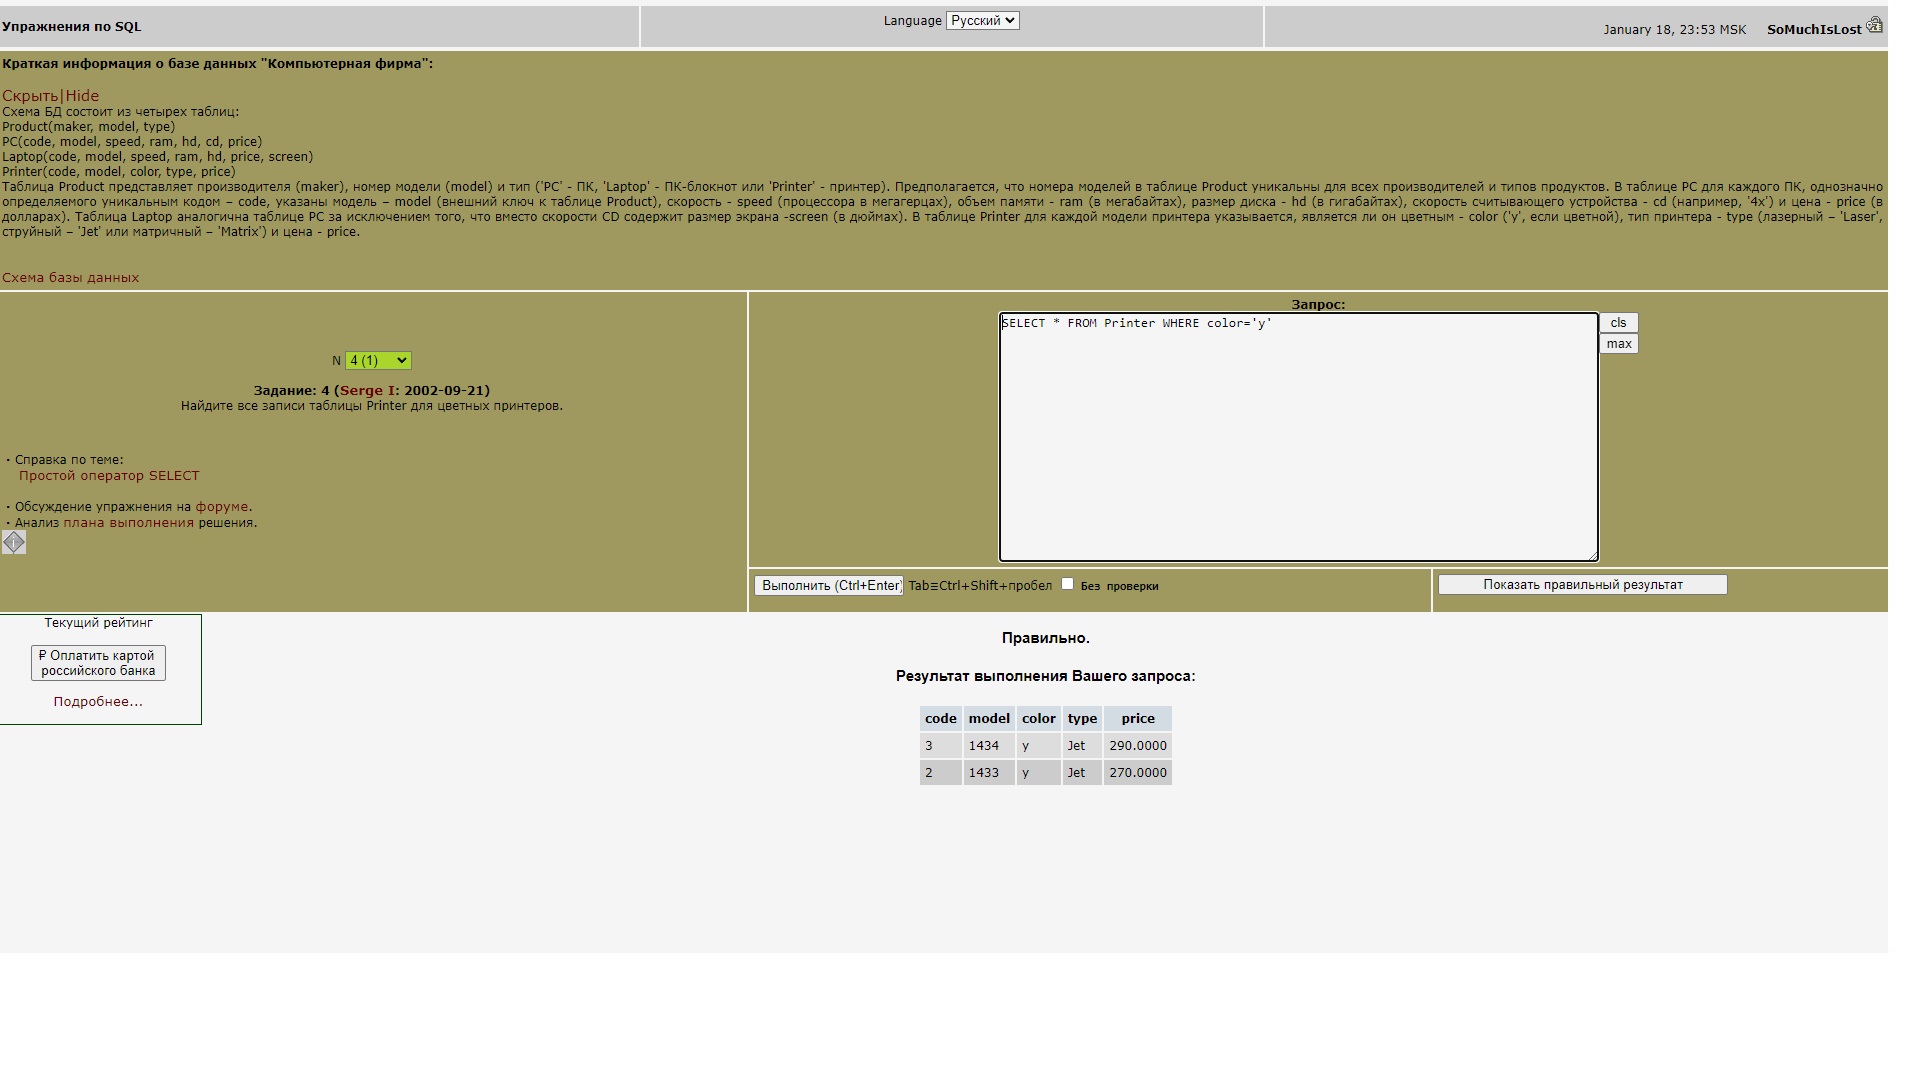 Упражнения по SQL
Language Русский
January 18, 23:53 MSK SoMuchIsLost
Краткая информация о базе данных "Компьютерная фирма":
Скрыть|Hide
Схема БД состоит из четырех таблиц:
Product(maker, model, type)
PC(code, model, speed, ram, hd, cd, price)
Laptop(code, model, speed, ram, hd, price, screen)
Printer(code, model, color, type, price)
Таблица Product представляет производителя (maker), номер модели (model) и тип ('PC' - ПК, 'Laptop' - ПК-блокнот или 'Printer' - принтер). Предполагается, что номера моделей в таблице Product уникальны для всех производителей и типов продуктов. В таблице PC для каждого ПК, однозначно
определяемого уникальным кодом – code, указаны модель – model (внешний ключ к таблице Product), скорость - speed (процессора в мегагерцах), объем памяти - ram (в мегабайтах), размер диска - hd (в гигабайтах), скорость считывающего устройства - cd (например, '4x') и цена - price (в
долларах). Таблица Laptop аналогична таблице РС за исключением того, что вместо скорости CD содержит размер экрана -screen (в дюймах). В таблице Printer для каждой модели принтера указывается, является ли он цветным - color ('y', если цветной), тип принтера - type (лазерный – 'Laser',
струйный – 'Jet' или матричный – 'Matrix') и цена - price.
Схема базы данных
N 4 (1)
Задание: 4 (Serge I: 2002-09-21)
Найдите все записи таблицы Printer для цветных принтеров.
· Справка по теме:
Простой оператор SELECT
· Обсуждение упражнения на форуме.
· Анализ плана выполнения решения.
Запрос:
SELECT * FROM Printer WHERE color='y'
cls
max
Выполнить (Ctrl+Enter) Tab≡Ctrl+Shift+пробел Без проверки
Показать правильный результат
Текущий рейтинг
₽ Оплатить картой
российского банка
Подробнее...
Правильно.
Результат выполнения Вашего запроса:
code model color type price
3 1434 y Jet 290.0000
2 1433 y Jet 270.0000